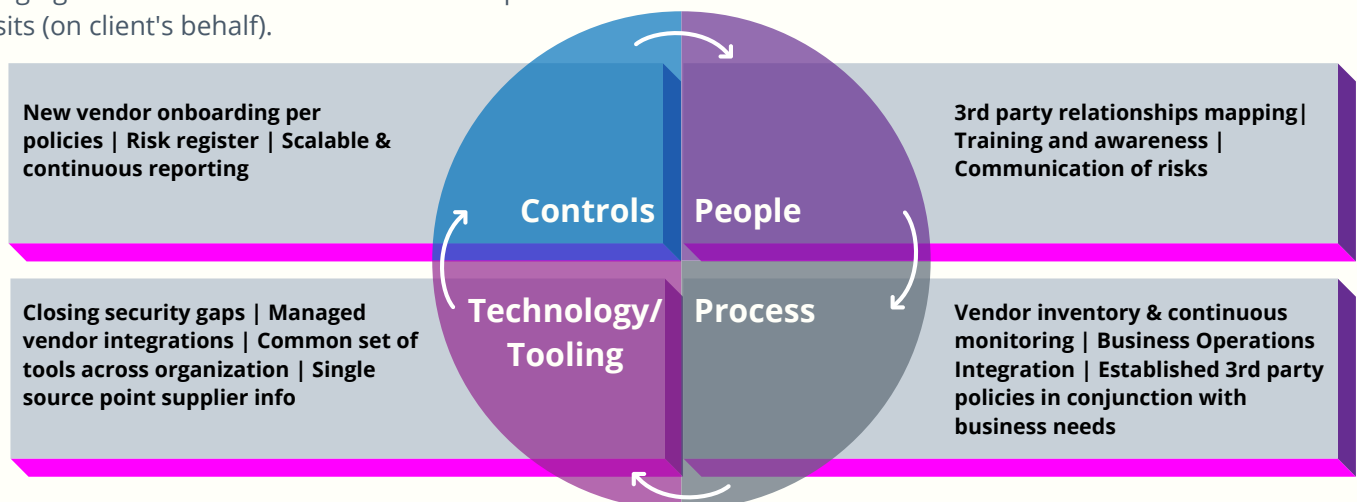 sits (on client's behalf).
New vendor onboarding per
policies | Risk register | Scalable &
continuous reporting
3rd party relationships mapping|
Training and awareness |
Communication of risks
Controls
People
Technology/
Tooling
Process
Closing security gaps | Managed
vendor integrations | Common set of
tools across organization | Single
source point supplier info
Vendor inventory & continuous
monitoring | Business Operations
Integration | Established 3rd party
policies in conjunction with
business needs